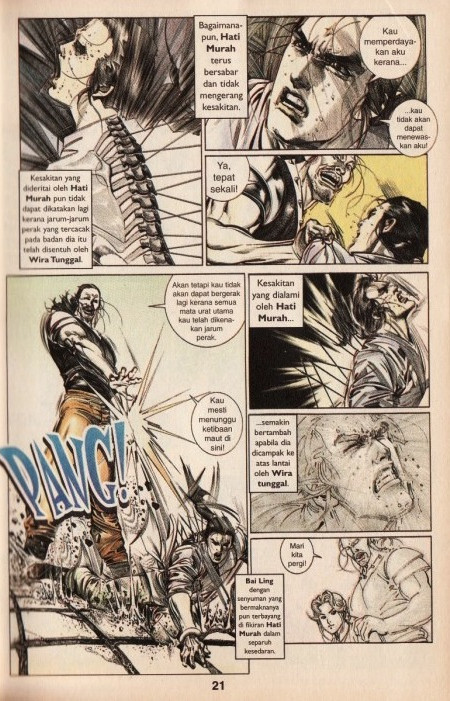 Kesakitan yang
dideritai oleh Hati
Murah pun tidak
dapat dikatakan lagi
kerana jarum-jarum
perak yang tercacak
pada badan dia itu
telah disentuh oleh
Wira Tunggal.
Bagaimana-
pun, Hati
Murah
terus
bersabar
dan tidak
mengerang
kesakitan.
Kau
memperdaya-
kan aku
kerana...
...kau
tidak akan
dapat
menewas-
kan aku!
Ya,
tepat
sekali!
Akan tetapi kau tidak
akan dapat bergerak
lagi kerana semua
mata urat utama
kau telah dikena-
kan jarum
perak.
Kau
mesti
menunggu
ketibaan
maut di
sini!
PANG!
Kesakitan
yang dialami
oleh Hati
Murah...
...semakin
bertambah
apabila dia
dicampak ke
atas lantai
oleh Wira
tunggal.
Mari
kita
pergi!
Bai Ling
dengan
senyuman yang
bermaknanya
pun terbayang
di fikiran Hati
Murah dalam
separuh
kesedaran.
21